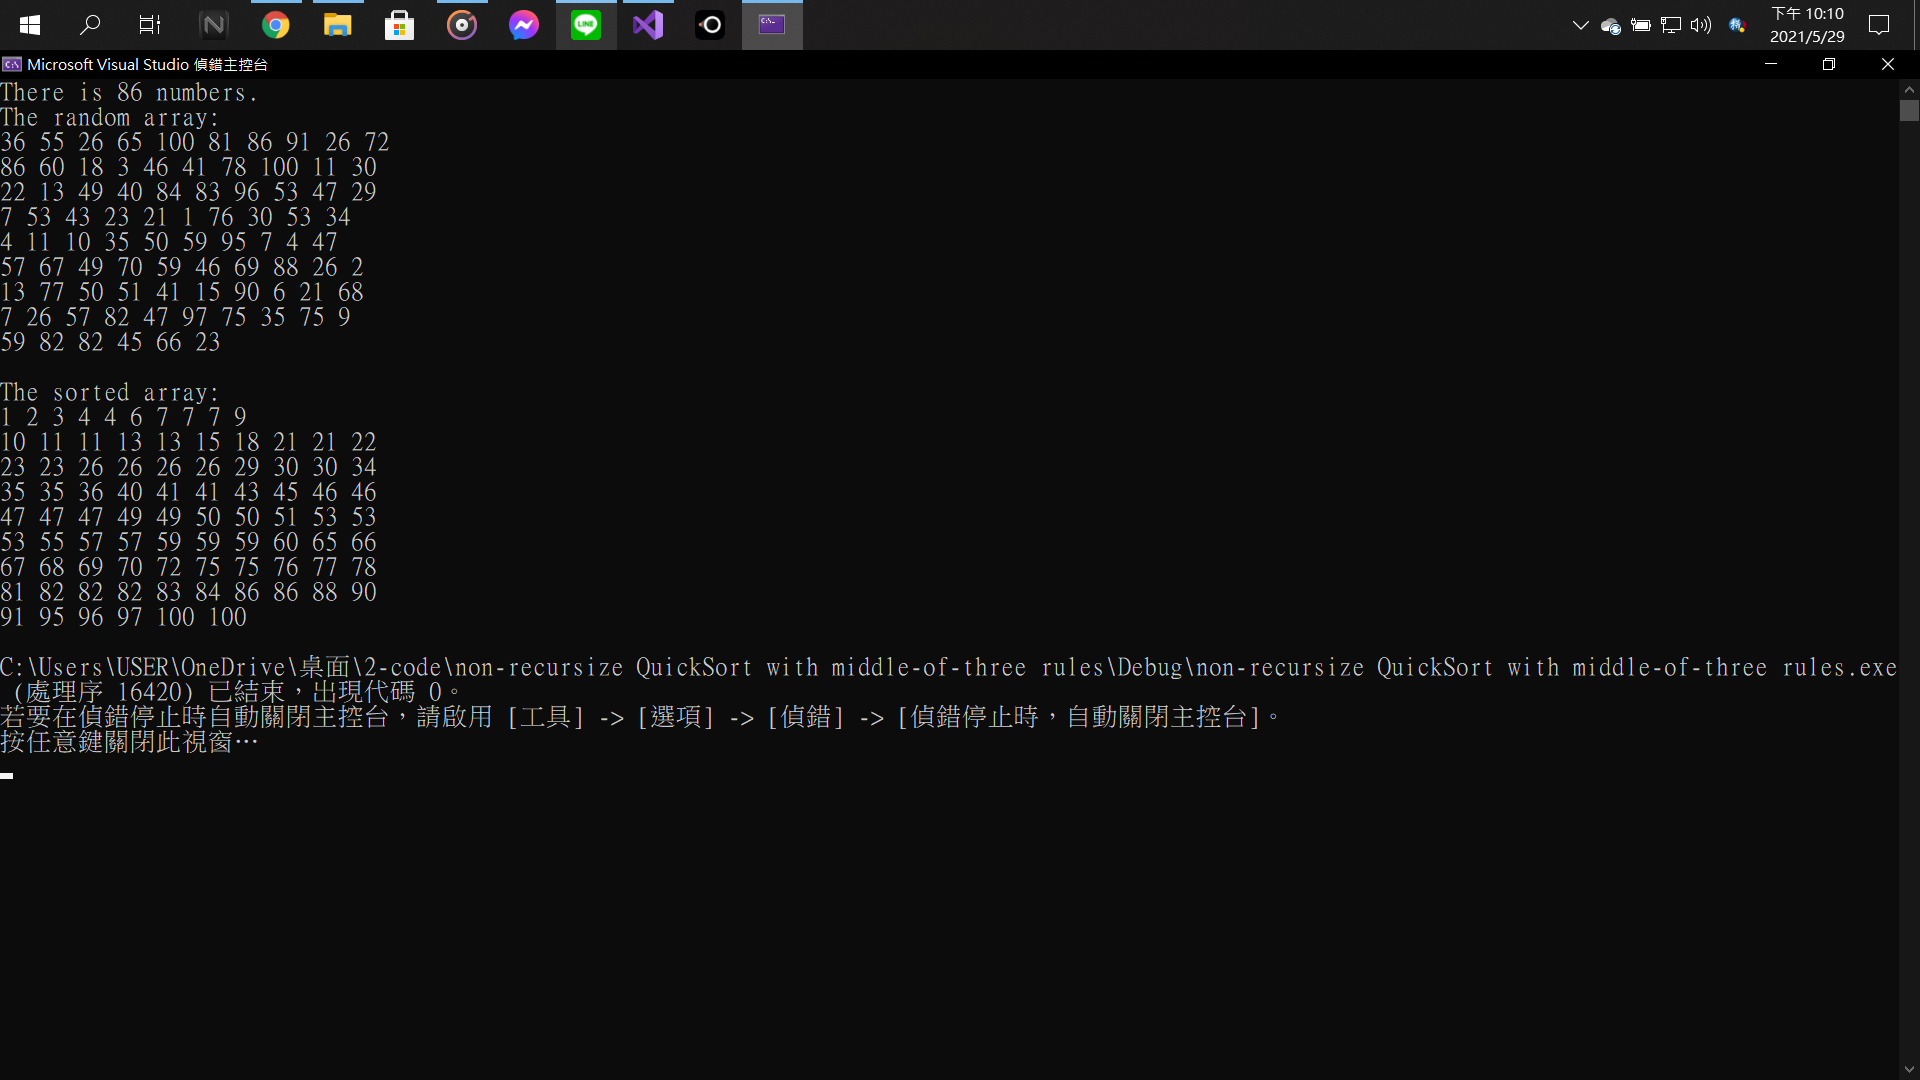 下午 10:10
2021/5/29
Microsoft Visual Studio 偵錯主控台
There is 86 numbers.
The random array:
36 55 26 65 100 81 86 91 26 72
86 60 18 3 46 41 78 100 11 30
22 13 49 40 84 83 96 53 47 29
7 53 43 23 21 1 76 30 53 34
4 11 10 35 50 59 95 7 4 47
57 67 49 70 59 46 69 88 26 2
13 77 50 51 41 15 90 6 21 68
7 26 57 82 47 97 75 35 75 9
59 82 82 45 66 23
The sorted array:
1 2 3 4 4 6 7 7 7 9
10 11 11 13 13 15 18 21 21 22
23 23 26 26 26 26 29 30 30 34
35 35 36 40 41 41 43 45 46 46
47 47 47 49 49 50 50 51 53 53
53 55 57 57 59 59 59 60 65 66
67 68 69 70 72 75 75 76 77 78
81 82 82 82 83 84 86 86 88 90
91 95 96 97 100 100
C:\Users\USER\OneDrive\桌面\2-code\non-recursize QuickSort with middle-of-three rules\Debug\non-recursize QuickSort with middle-of-three rules.exe
(處理序 16420) 已結束，出現代碼 0。
若要在偵錯停止時自動關閉主控台，請啟用 [工具] -> [選項] -> [偵錯] -> [偵錯停止時，自動關閉主控台]。
按任意鍵關閉此視窗…